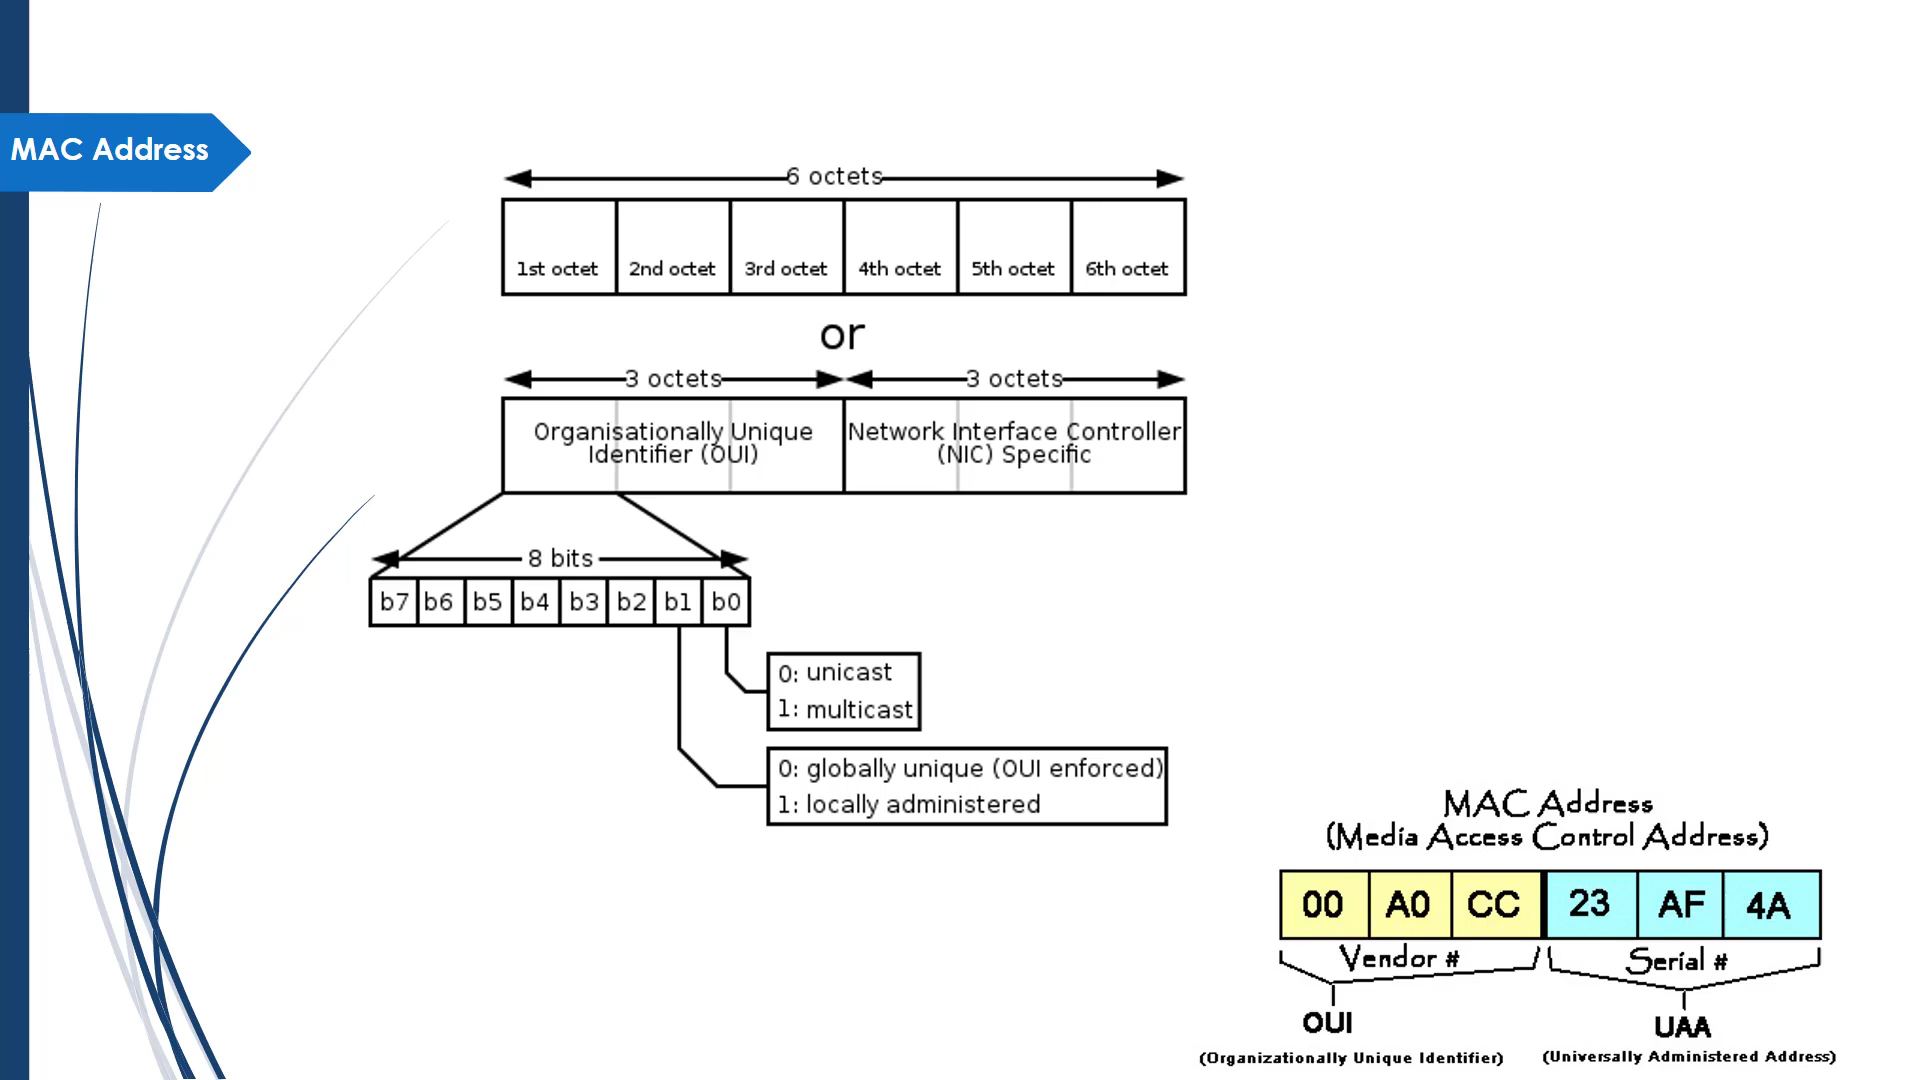 MAC Address
6 octets
1st octet 2nd octet 3rd octet 4th octet 5th octet 6th octet
or
3 octets 3 octets
Organisationally Unique Identifier (OUI)
Network Interface Controller (NIC) Specific
8 bits
b7 b6 b5 b4 b3 b2 b1 b0
0: unicast
1: multicast
0: globally unique (OUI enforced)
1: locally administered
MAC Address
(Media Access Control Address)
00 A0 CC 23 AF 4A
Vendor # Serial #
OUI UAA
(Organizationally Unique Identifier) (Universally Administered Address)